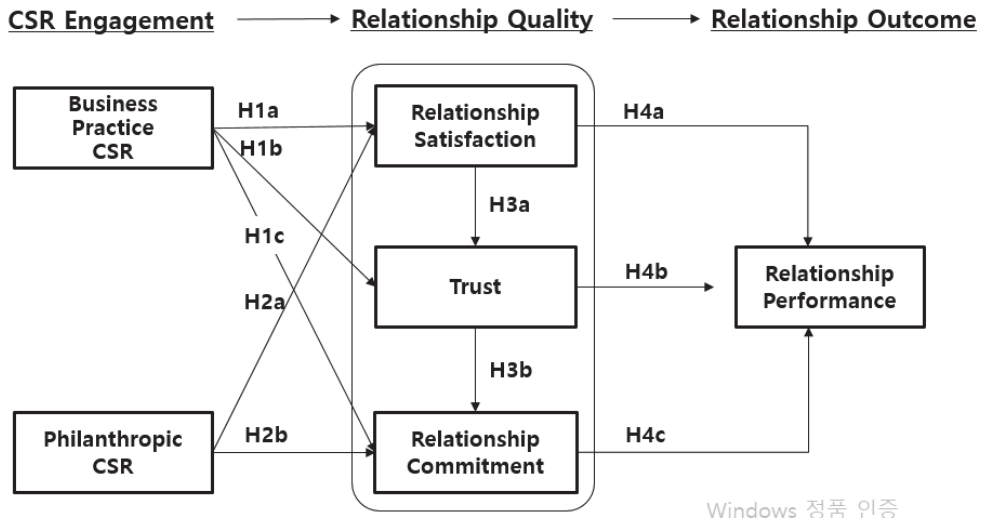 CSR Engagement
Relationship Quality
Relationship Outcome
Business
Practice
CSR
H1a
H1b
Relationship
Satisfaction
H4a
H3a
H1c
Trust
H4b
Relationship
Performance
H2a
H3b
Philanthropic
CSR
H2b
Relationship
Commitment
H4c
Windows 정품 인증